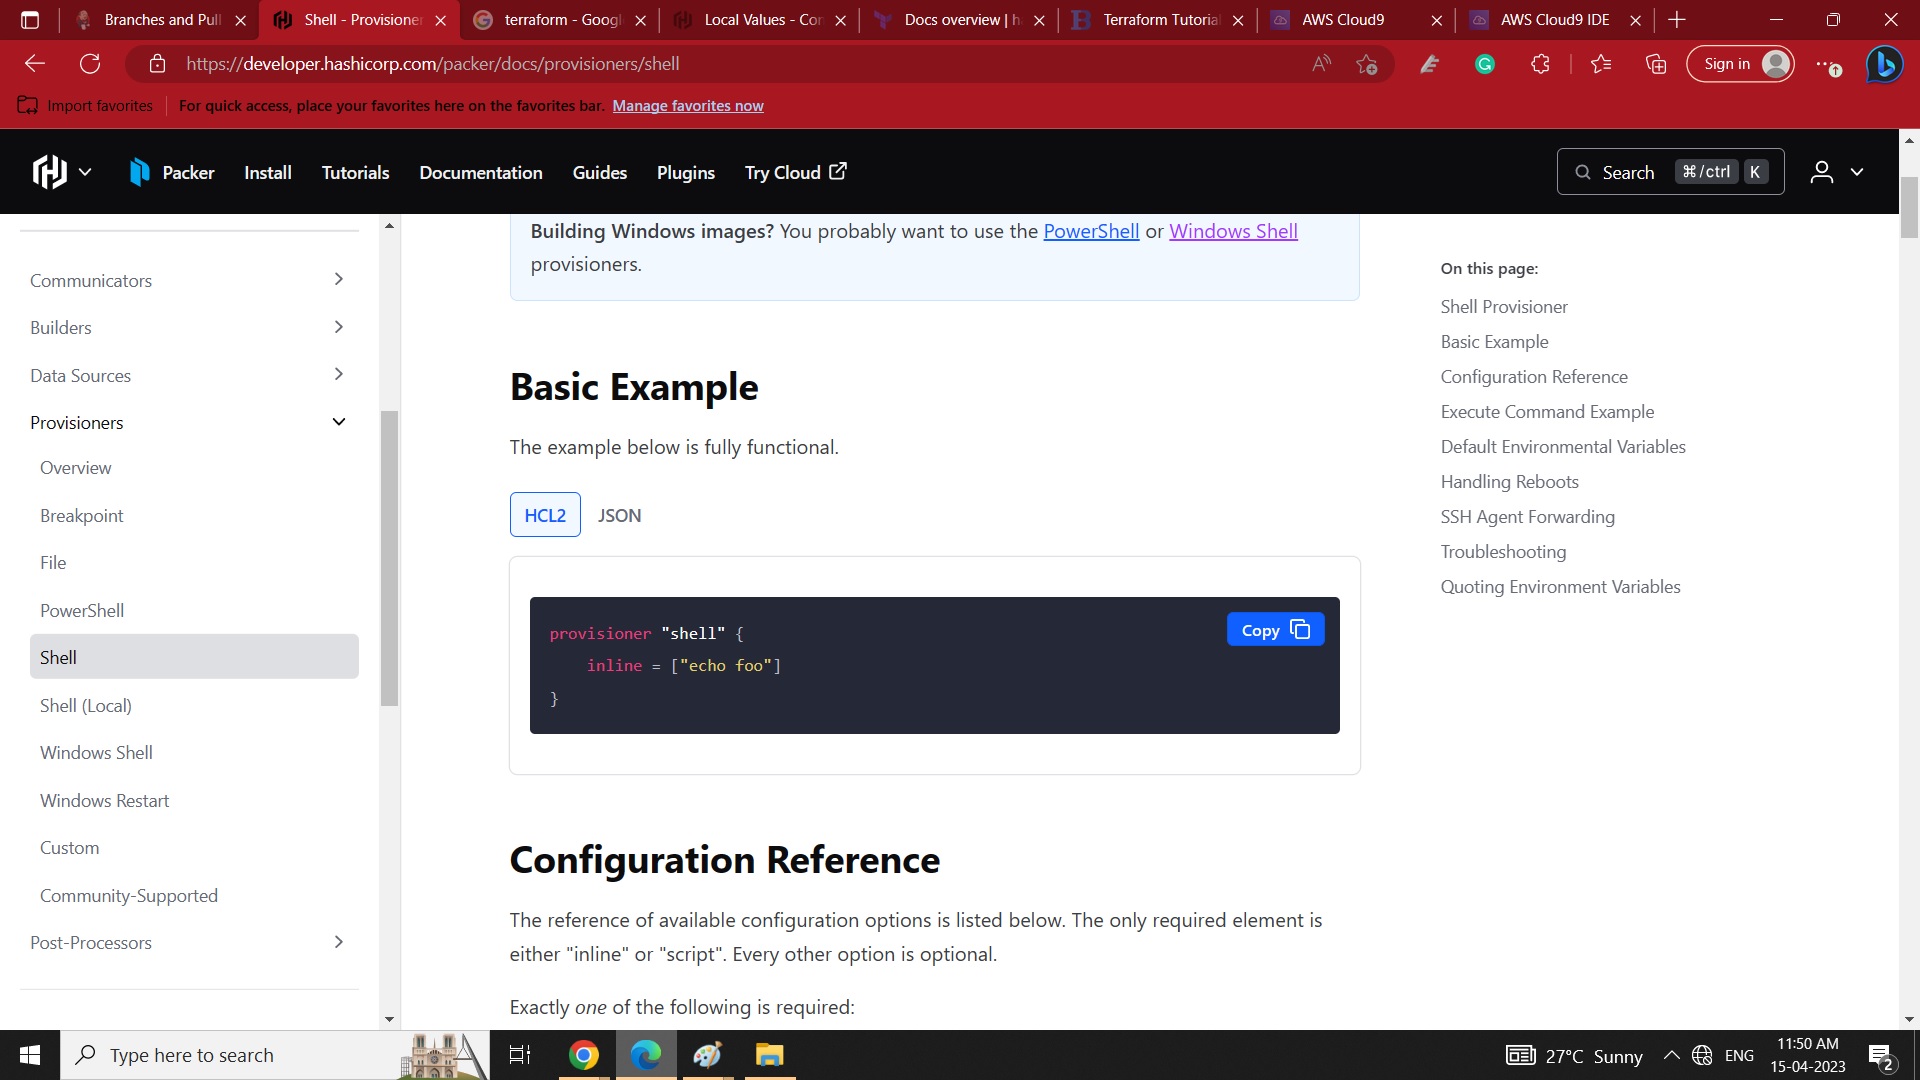 Branches and Pull
Shell - Provisioner
terraform - Googl
Local Values - Con
Docs overview | h
Terraform Tutorial
AWS Cloud9
AWS Cloud9 IDE
https://developer.hashicorp.com/packer/docs/provisioners/shell
Sign in
Import favorites
For quick access, place your favorites here on the favorites bar. Manage favorites now
Packer Install Tutorials Documentation Guides Plugins Try Cloud
Search ⌘/ctrl K
Communicators
Builders
Data Sources
Provisioners
Overview
Breakpoint
File
PowerShell
Shell
Shell (Local)
Windows Shell
Windows Restart
Custom
Community-Supported
Post-Processors
Building Windows images? You probably want to use the PowerShell or Windows Shell
provisioners.
Basic Example
The example below is fully functional.
HCL2 JSON
Copy
provisioner "shell" {
    inline = ["echo foo"]
}
Configuration Reference
The reference of available configuration options is listed below. The only required element is
either "inline" or "script". Every other option is optional.
Exactly one of the following is required:
On this page:
Shell Provisioner
Basic Example
Configuration Reference
Execute Command Example
Default Environmental Variables
Handling Reboots
SSH Agent Forwarding
Troubleshooting
Quoting Environment Variables
Type here to search
27°C Sunny
ENG
11:50 AM
15-04-2023
2